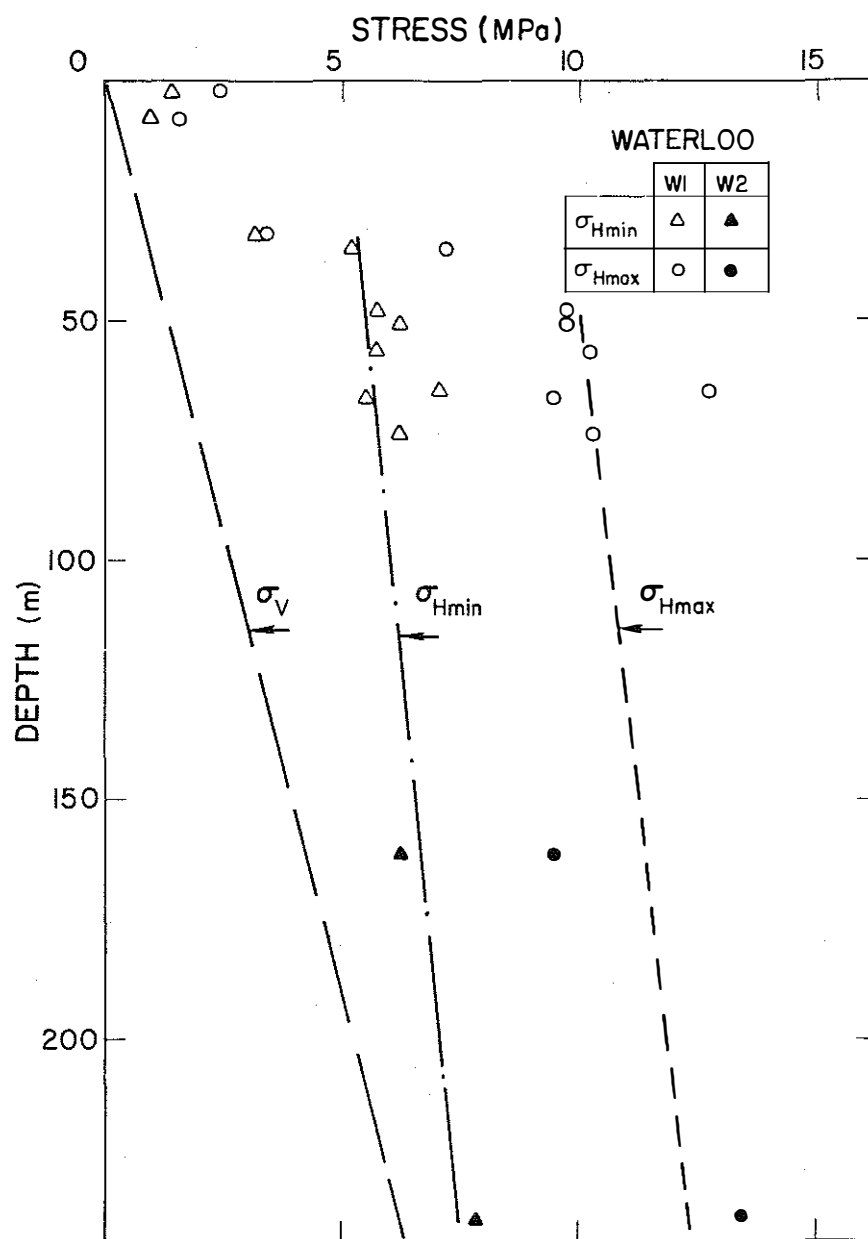 STRESS (MPa)
0 5 10 15
WATERLOO
W1 W2
σHmin
σHmax
50
100
σV σHmin σHmax
DEPTH (m)
150
200